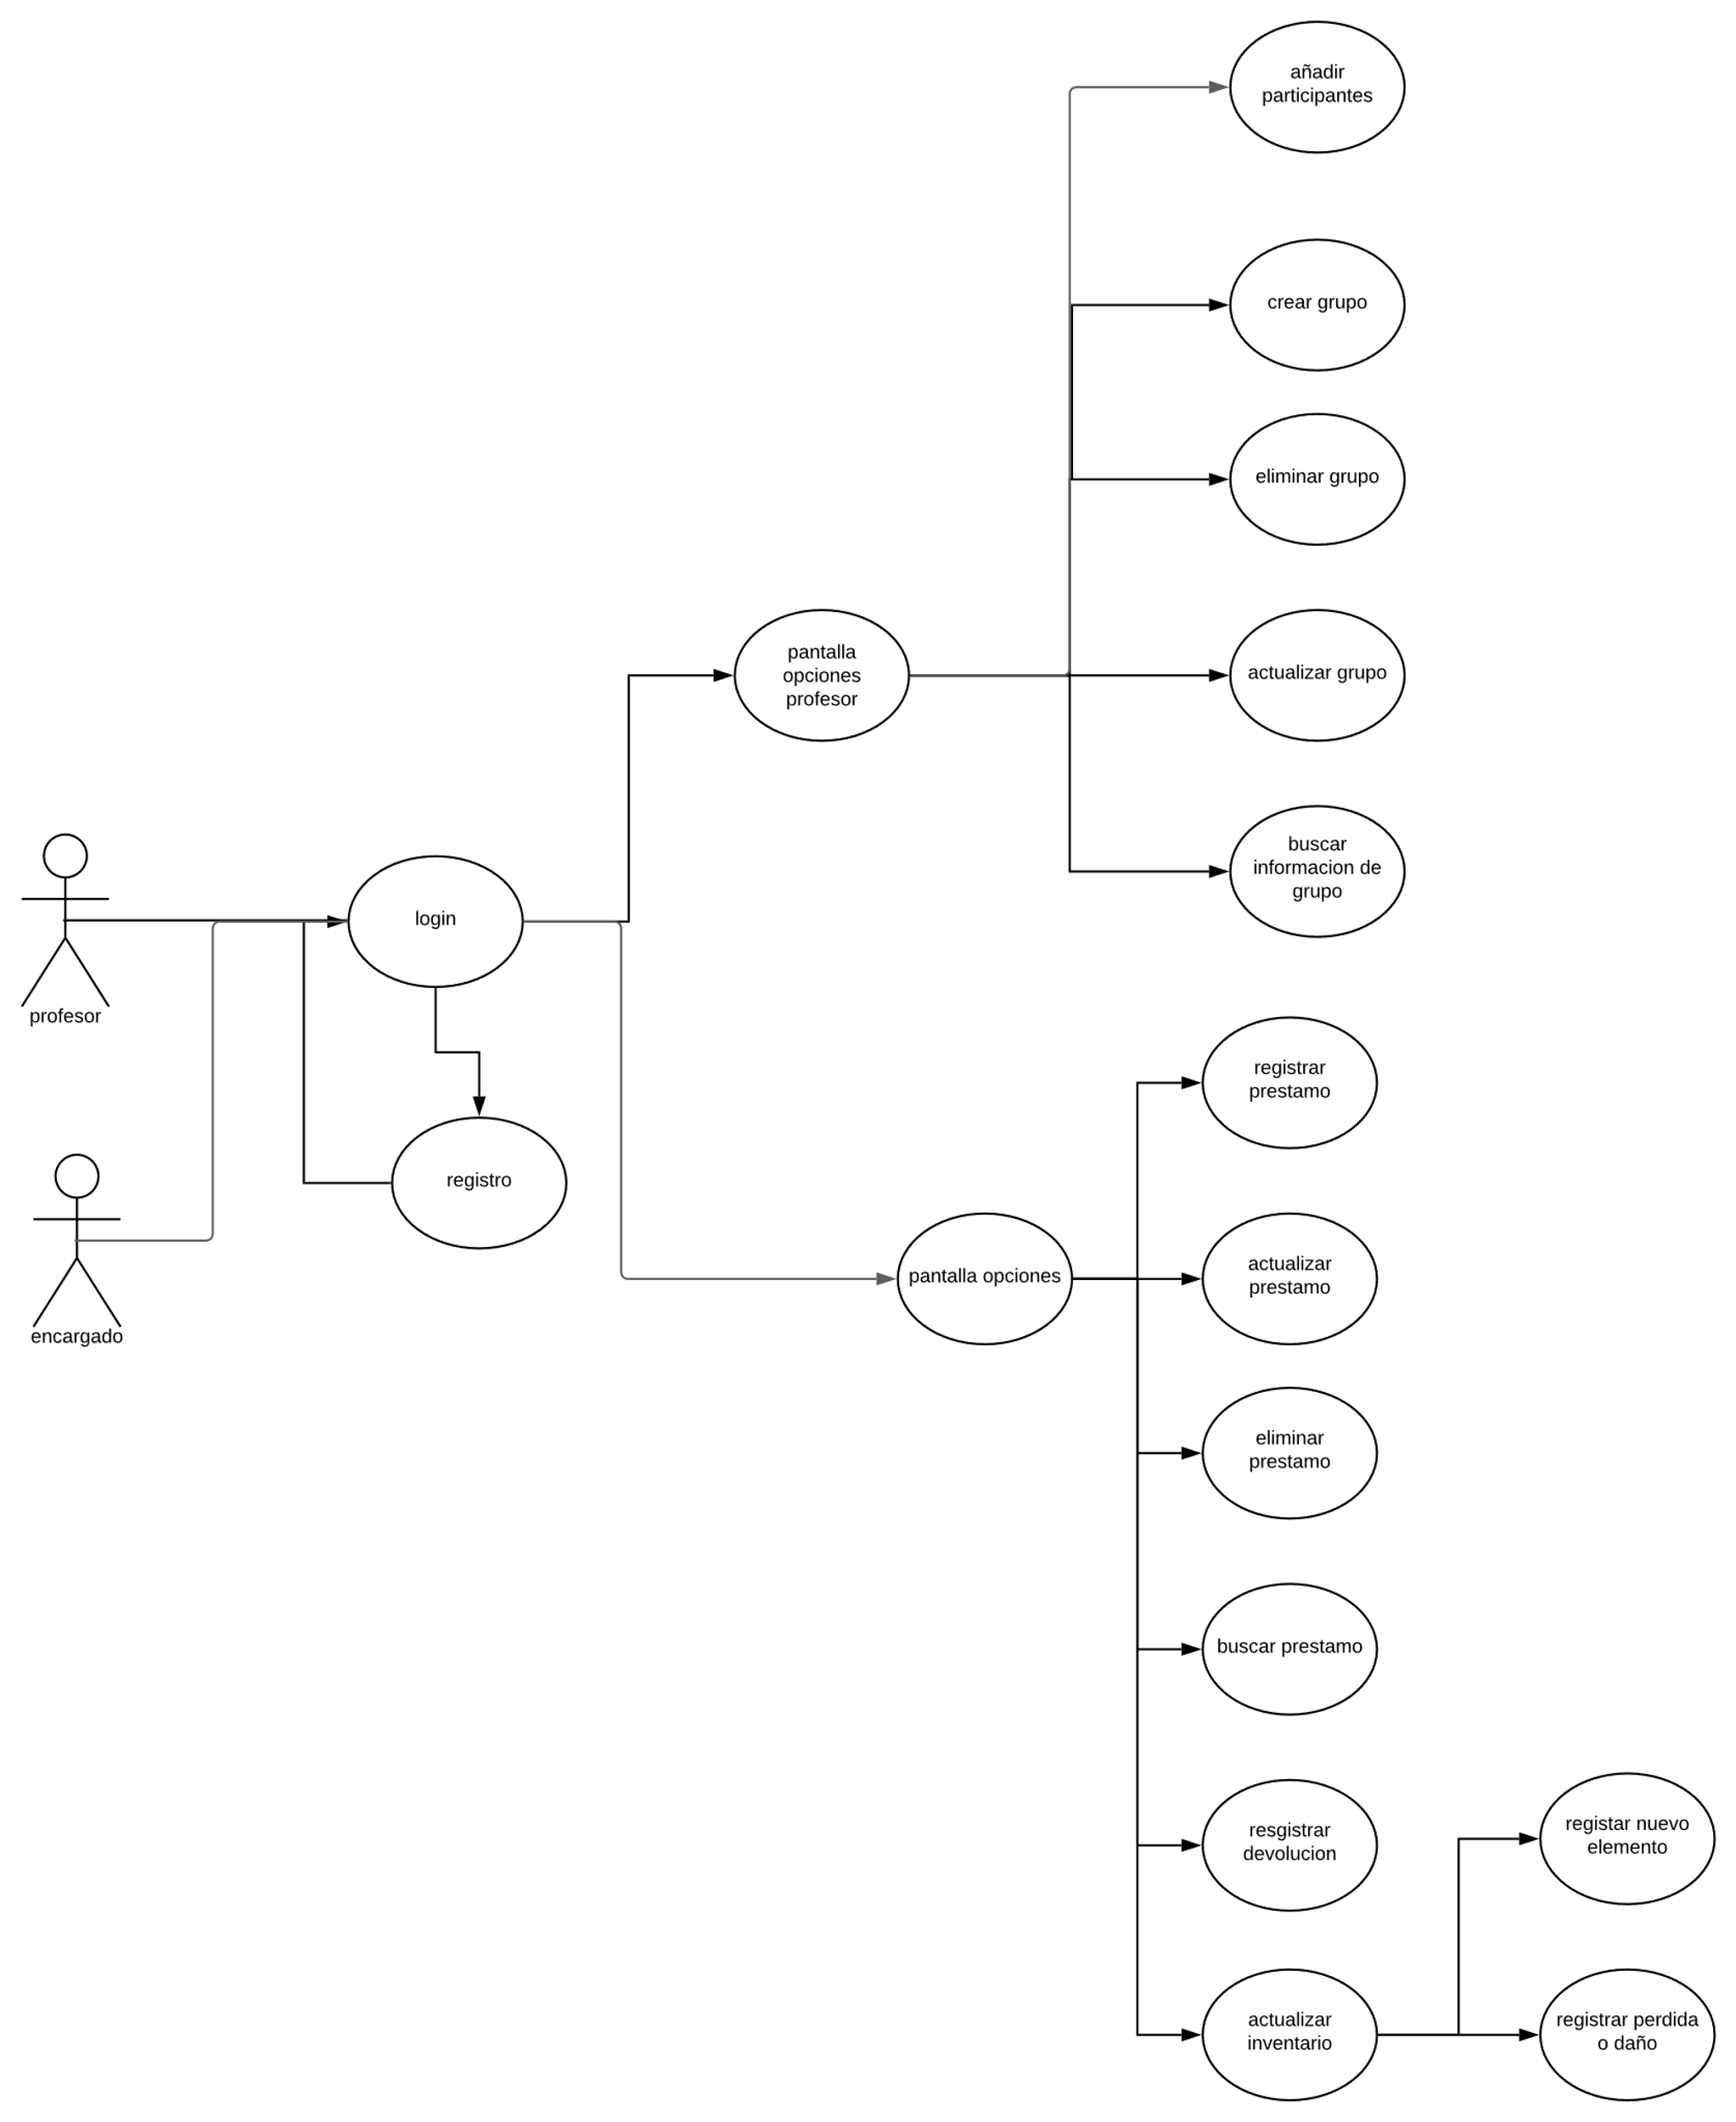 añadir
participantes
crear grupo
eliminar grupo
pantalla
opciones
profesor
actualizar grupo
buscar
informacion de
grupo
login
profesor
registrar
prestamo
registro
pantalla opciones
actualizar
prestamo
encargado
eliminar
prestamo
buscar prestamo
resgistrar
devolucion
registar nuevo
elemento
actualizar
inventario
registrar perdida
o daño